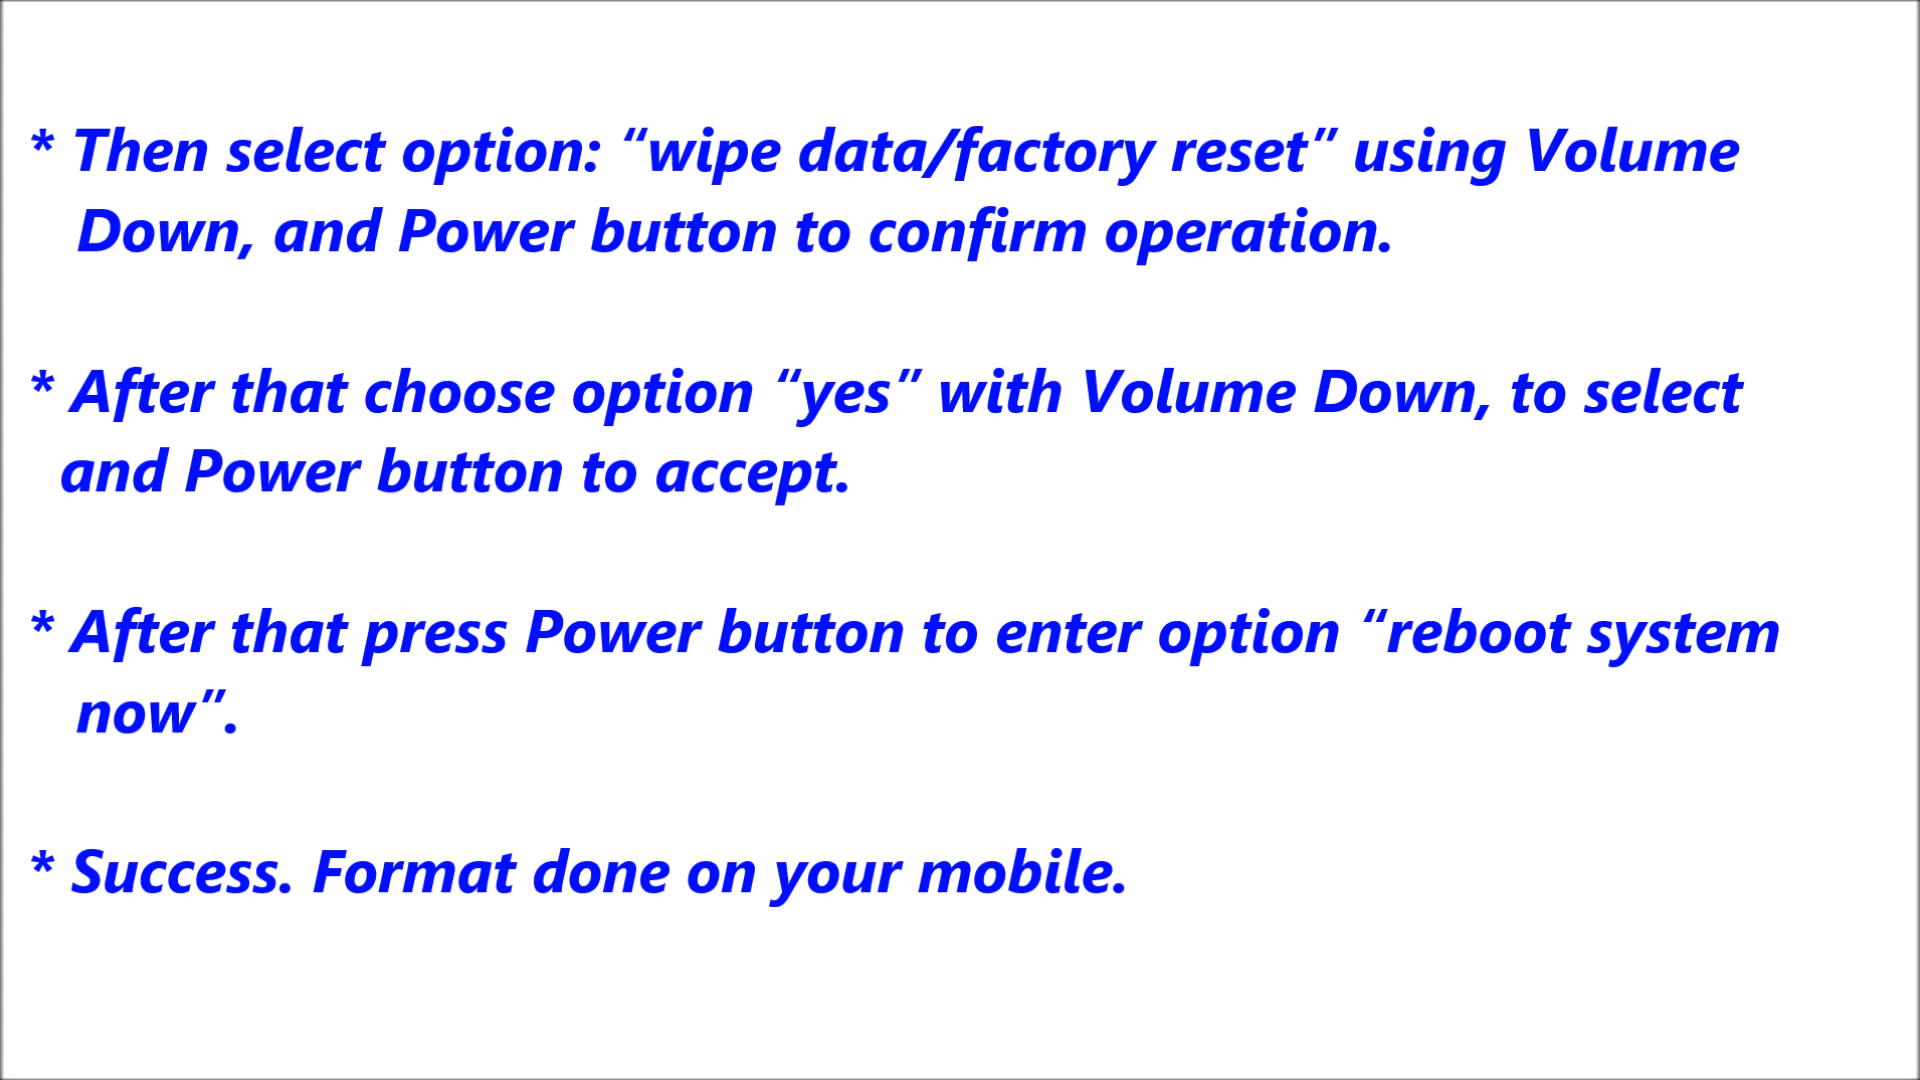 * Then select option: “wipe data/factory reset” using Volume
Down, and Power button to confirm operation.
* After that choose option “yes” with Volume Down, to select
and Power button to accept.
* After that press Power button to enter option “reboot system
now”.
* Success. Format done on your mobile.